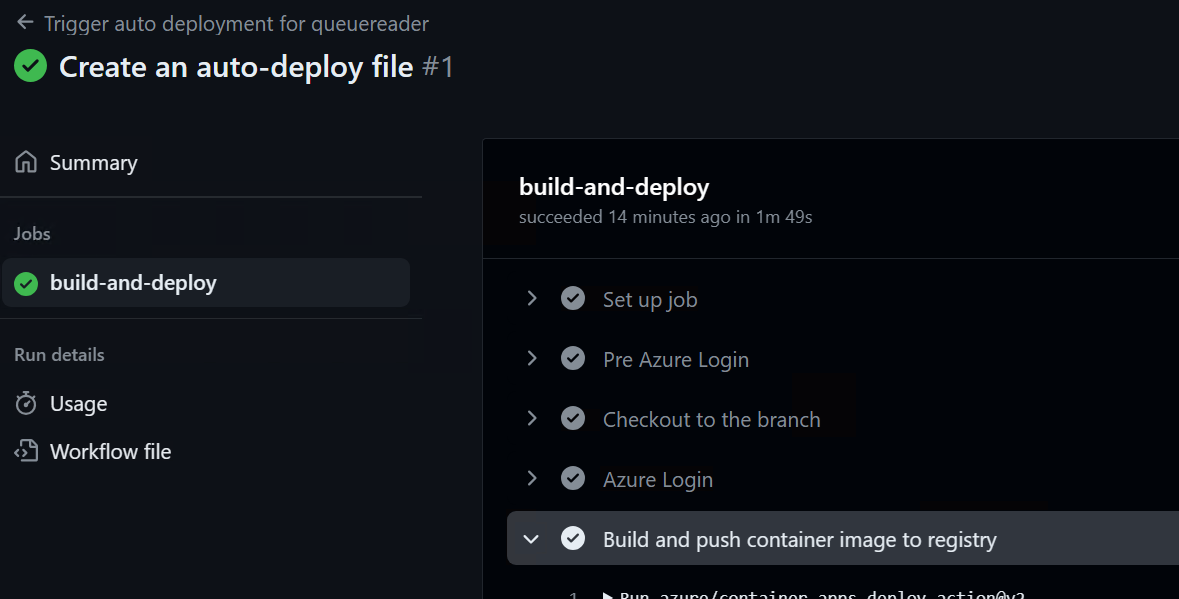 Trigger auto deployment for queuereader
Create an auto-deploy file #1
Summary
Jobs
build-and-deploy
Run details
Usage
Workflow file
build-and-deploy
succeeded 14 minutes ago in 1m 49s
Set up job
Pre Azure Login
Checkout to the branch
Azure Login
Build and push container image to registry
1 Run azure/container-apps-deploy-action@v2